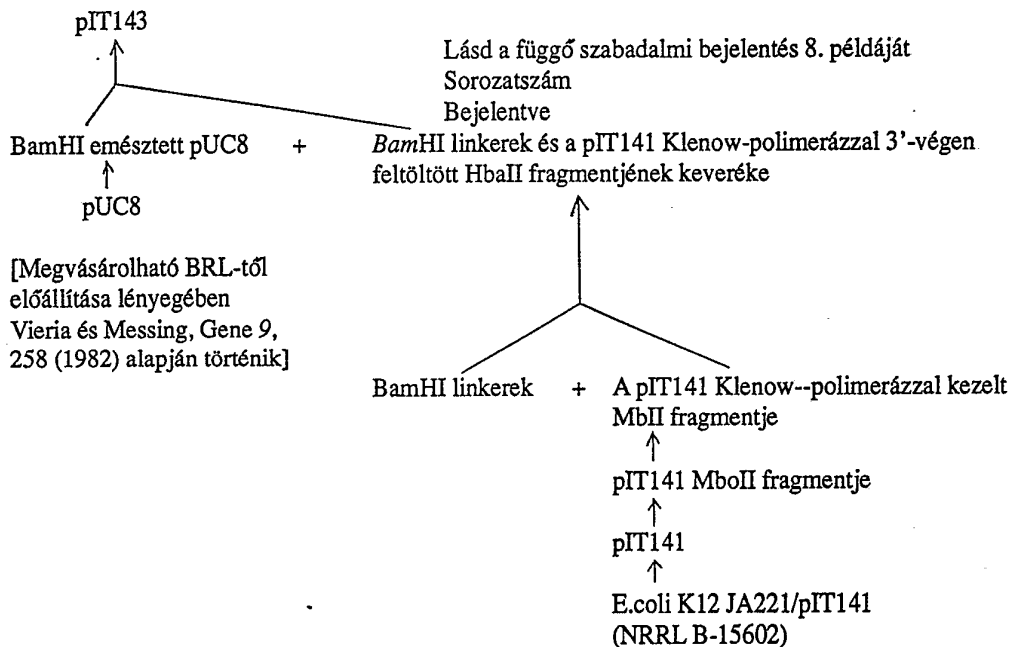 pIT143
Lásd a függő szabadalmi bejelentés 8. példáját
Sorozatszám
Bejelentve
BamHI emésztett pUC8 + BamHI linkerek és a pIT141 Klenow-polimerázzal 3'-végen
feltöltött HbaII fragmentjének keveréke
pUC8
[Megvásárolható BRL-től
előállítása lényegében
Vieria és Messing, Gene 9,
258 (1982) alapján történik]
BamHI linkerek + A pIT141 Klenow--polimerázzal kezelt
MbII fragmentje
pIT141 MboII fragmentje
pIT141
E.coli K12 JA221/pIT141
(NRRL B-15602)